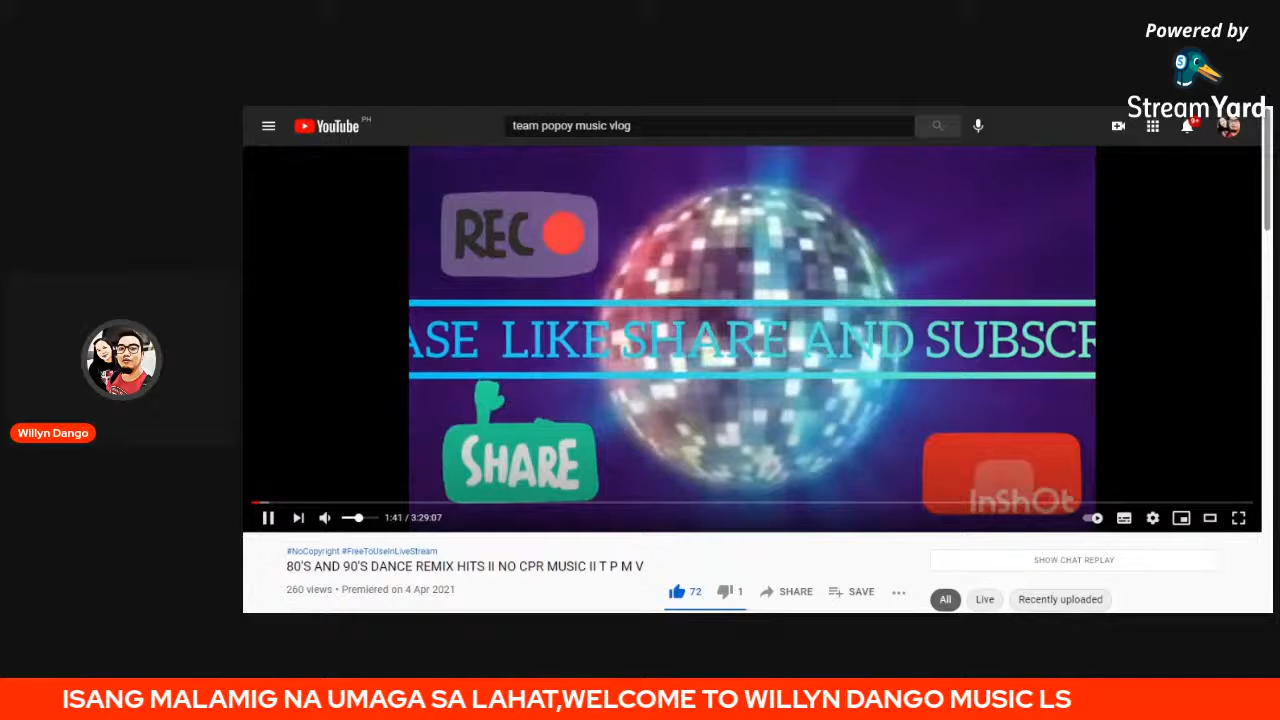 Powered by
StreamYard
YouTube PH
team popoy music vlog
9+
REC
ASE LIKE SHARE AND SUBSCR
SHARE
InShOt
Willyn Dango
1:41 / 3:29:07
#NoCopyright #FreeToUseInLiveStream
80'S AND 90'S DANCE REMIX HITS II NO CPR MUSIC II T P M V
260 views • Premiered on 4 Apr 2021
72
1
SHARE
SAVE
SHOW CHAT REPLAY
All
Live
Recently uploaded
ISANG MALAMIG NA UMAGA SA LAHAT,WELCOME TO WILLYN DANGO MUSIC LS